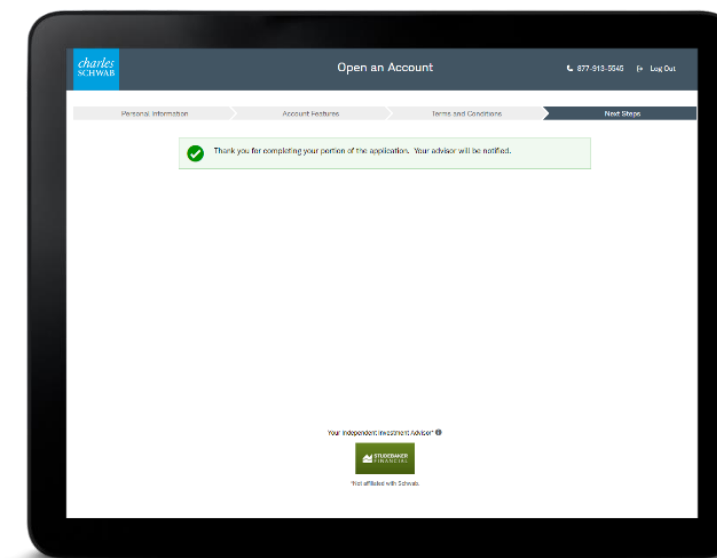 charles
SCHWAB
Open an Account
877-913-5545
Log Out
Personal Information
Account Features
Terms and Conditions
Next Steps
Thank you for completing your portion of the application. Your advisor will be notified.
Your Independent Investment Advisor*
STUDEBAKER
FINANCIAL
*Not affiliated with Schwab